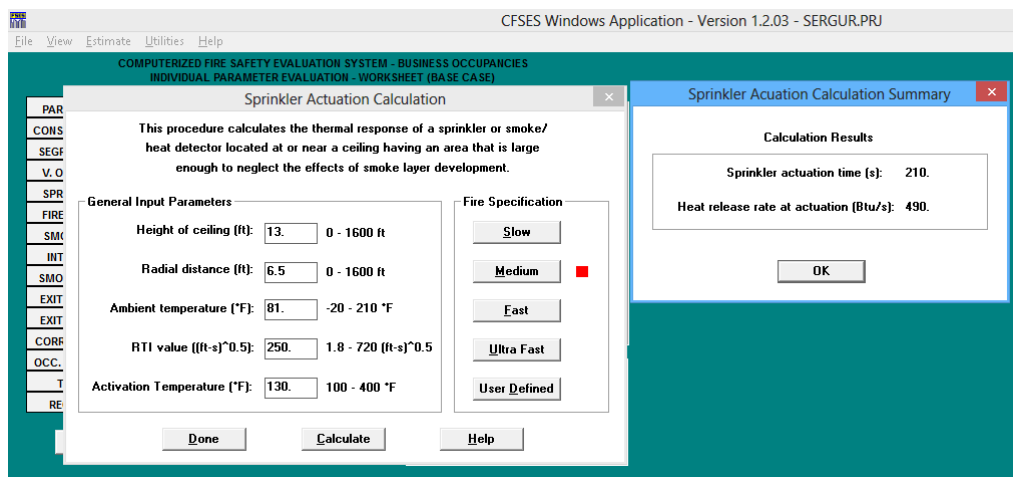 CFSES Windows Application - Version 1.2.03 - SERGUR.PRJ
File View Estimate Utilities Help
COMPUTERIZED FIRE SAFETY EVALUATION SYSTEM - BUSINESS OCCUPANCIES
INDIVIDUAL PARAMETER EVALUATION - WORKSHEET (BASE CASE)
PAR
CONS
SEGR
V. O
SPR
FIRE
SMO
INT
SMO
EXIT
EXIT
CORR
OCC.
T
RE
Sprinkler Actuation Calculation
This procedure calculates the thermal response of a sprinkler or smoke/
heat detector located at or near a ceiling having an area that is large
enough to neglect the effects of smoke layer development.
General Input Parameters
Height of ceiling (ft): 13. 0 - 1600 ft
Radial distance (ft): 6.5 0 - 1600 ft
Ambient temperature (°F): 81. -20 - 210 °F
RTI value ((ft-s)^0.5): 250. 1.8 - 720 (ft-s)^0.5
Activation Temperature (°F): 130. 100 - 400 °F
Fire Specification
Slow
Medium
Fast
Ultra Fast
User Defined
Done Calculate Help
Sprinkler Acuation Calculation Summary
Calculation Results
Sprinkler actuation time (s): 210.
Heat release rate at actuation (Btu/s): 490.
OK